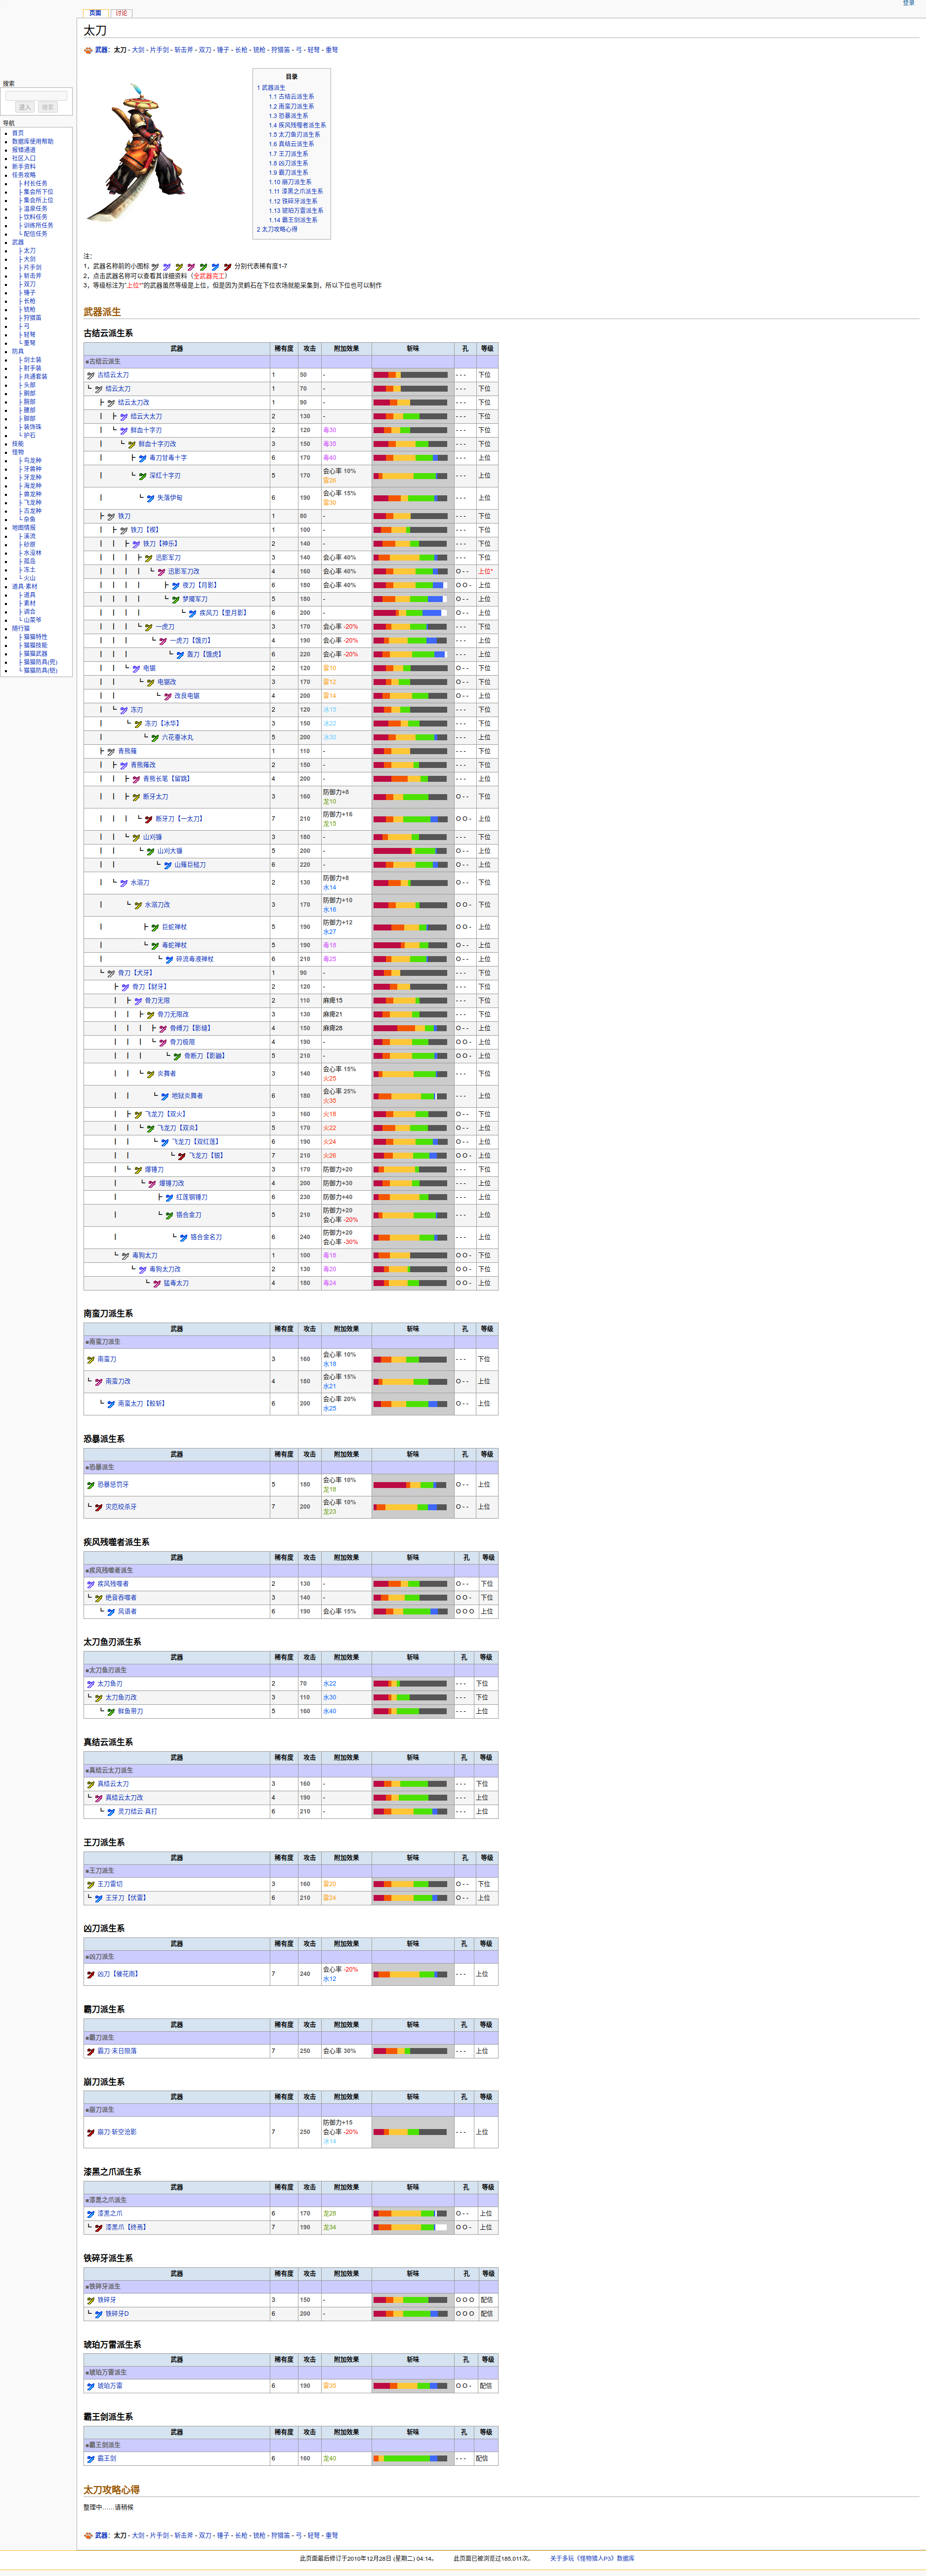 登录
页面 讨论
太刀
武器：太刀 - 大剑 - 片手剑 - 斩击斧 - 双刀 - 锤子 - 长枪 - 铳枪 - 狩猎笛 - 弓 - 轻弩 - 重弩
目录
1 武器派生
1.1 古结云派生系
1.2 南蛮刀派生系
1.3 恐暴派生系
1.4 疾风残噬者派生系
1.5 太刀鱼刃派生系
1.6 真结云派生系
1.7 王刀派生系
1.8 凶刀派生系
1.9 霸刀派生系
1.10 崩刀派生系
1.11 漆黑之爪派生系
1.12 铁碎牙派生系
1.13 琥珀万雷派生系
1.14 霸王剑派生系
2 太刀攻略心得
搜索
进入 搜索
导航
首页
数据库使用帮助
报错通道
社区入口
新手资料
任务攻略
├ 村长任务
├ 集会所下位
├ 集会所上位
├ 温泉任务
├ 饮料任务
├ 训练所任务
└ 配信任务
武器
├ 太刀
├ 大剑
├ 片手剑
├ 斩击斧
├ 双刀
├ 锤子
├ 长枪
├ 铳枪
├ 狩猎笛
├ 弓
├ 轻弩
└ 重弩
防具
├ 剑士装
├ 射手装
├ 共通套装
├ 头部
├ 胴部
├ 腕部
├ 腰部
├ 脚部
├ 装饰珠
└ 护石
技能
怪物
├ 鸟龙种
├ 牙兽种
├ 牙龙种
├ 海龙种
├ 兽龙种
├ 飞龙种
├ 古龙种
└ 杂鱼
地图情报
├ 溪流
├ 砂原
├ 水没林
├ 孤岛
├ 冻土
└ 火山
道具·素材
├ 道具
├ 素材
├ 调合
└ 山菜爷
随行猫
├ 猫猫特性
├ 猫猫技能
├ 猫猫武器
├ 猫猫防具(兜)
└ 猫猫防具(铠)
注：
1，武器名称前的小图标 分别代表稀有度1-7
2，点击武器名称可以查看其详细资料（全武器完工）
3，等级标注为"上位*"的武器虽然等级是上位，但是因为灵鹤石在下位农场就能采集到，所以下位也可以制作
武器派生
古结云派生系
武器 稀有度 攻击 附加效果 斩味 孔 等级
■古结云派生
古结云太刀 1 50 - - - - 下位
┗ 结云太刀 1 70 - - - - 下位
┣ 结云太刀改 1 90 - - - - 下位
┃ ┣ 结云大太刀 2 130 - - - - 下位
┃ ┗ 鲜血十字刃 2 120 毒30 - - - 下位
┃ ┗ 鲜血十字刃改 3 150 毒35 - - - 下位
┃ ┣ 毒刀甘毒十字 6 170 毒40 - - - 上位
┃ ┗ 深红十字刃 5 170 会心率 10% 雷26 - - - 上位
┃ ┗ 失落伊甸 6 190 会心率 15% 雷30 - - - 上位
┣ 铁刀 1 80 - - - - 下位
┃ ┣ 铁刀【禊】 1 100 - - - - 下位
┃ ┃ ┣ 铁刀【神乐】 2 140 - - - - 下位
┃ ┃ ┃ ┣ 迅影军刀 3 140 会心率 40% - - - 下位
┃ ┃ ┃ ┃ ┗ 迅影军刀改 4 160 会心率 40% O - - 上位*
┃ ┃ ┃ ┃ ┣ 夜刀【月影】 6 180 会心率 40% O O - 上位
┃ ┃ ┃ ┃ ┗ 梦魇军刀 5 180 - - - - 上位
┃ ┃ ┃ ┃ ┗ 疾风刀【里月影】 6 200 - - - - 上位
┃ ┃ ┃ ┗ 一虎刀 3 170 会心率 -20% - - - 下位
┃ ┃ ┃ ┗ 一虎刀【饿刃】 4 190 会心率 -20% - - - 上位
┃ ┃ ┃ ┗ 轰刀【饿虎】 6 220 会心率 -20% - - - 上位
┃ ┃ ┗ 电锯 2 120 雷10 O - - 下位
┃ ┃ ┗ 电锯改 3 170 雷12 O - - 下位
┃ ┃ ┗ 改良电锯 4 200 雷14 O - - 上位
┃ ┗ 冻刃 2 120 冰15 - - - 下位
┃ ┗ 冻刃【冰华】 3 150 冰22 - - - 下位
┃ ┗ 六花垂冰丸 5 200 冰30 - - - 上位
┣ 青熊薙 1 110 - - - - 下位
┃ ┣ 青熊薙改 2 150 - - - - 下位
┃ ┃ ┣ 青熊长笔【留跳】 4 200 - - - - 上位
┃ ┃ ┣ 断牙太刀 3 160 防御力+8 龙10 O O - 下位
┃ ┃ ┃ ┗ 断牙刀【一太刀】 7 210 防御力+16 龙15 O O - 上位
┃ ┃ ┗ 山刈镰 3 180 - - - - 下位
┃ ┃ ┗ 山刈大镰 5 200 - - - - 上位
┃ ┃ ┗ 山薙巨槌刀 6 220 - O - - 上位
┃ ┗ 水溺刀 2 130 防御力+8 水14 O - - 下位
┃ ┗ 水溺刀改 3 170 防御力+10 水16 O O - 下位
┃ ┣ 巨蛇禅杖 5 190 防御力+12 水27 O O - 上位
┃ ┗ 毒蛇禅杖 5 190 毒18 O - - 上位
┃ ┗ 碎流毒液禅杖 6 210 毒25 O - - 上位
┗ 骨刀【犬牙】 1 90 - - - - 下位
┣ 骨刀【豺牙】 2 120 - - - - 下位
┃ ┣ 骨刀无限 2 110 麻痺15 - - - 下位
┃ ┃ ┣ 骨刀无限改 3 130 麻痺21 - - - 下位
┃ ┃ ┃ ┣ 骨缚刀【影缝】 4 150 麻痺28 - - - 上位
┃ ┃ ┃ ┗ 骨刀极限 4 190 - O O - 上位
┃ ┃ ┃ ┗ 骨断刀【影鼬】 5 210 - O O - 上位
┃ ┃ ┗ 炎舞者 3 140 会心率 15% 火25 - - - 下位
┃ ┃ ┗ 地狱炎舞者 6 180 会心率 25% 火35 - - - 上位
┃ ┣ 飞龙刀【双火】 3 160 火18 O - - 下位
┃ ┃ ┗ 飞龙刀【双炎】 5 170 火22 O - - 上位
┃ ┃ ┗ 飞龙刀【双红莲】 6 190 火24 O - - 上位
┃ ┃ ┗ 飞龙刀【银】 7 210 火26 O O - 上位
┃ ┗ 爆锤刀 3 170 防御力+20 - - - 下位
┃ ┗ 爆锤刀改 4 200 防御力+30 - - - 上位
┃ ┣ 红莲钢锤刀 6 230 防御力+40 - - - 上位
┃ ┗ 铬合金刀 5 210 防御力+20 会心率 -20% - - - 上位
┃ ┗ 铬合金名刀 6 240 防御力+20 会心率 -30% - - - 上位
┗ 毒狗太刀 1 100 毒18 O O - 下位
┗ 毒狗太刀改 2 130 毒20 O O - 下位
┗ 猛毒太刀 4 180 毒24 O O - 上位
南蛮刀派生系
武器 稀有度 攻击 附加效果 斩味 孔 等级
■南蛮刀派生
南蛮刀 3 160 会心率 10% 水18 - - - 下位
┗ 南蛮刀改 4 180 会心率 15% 水21 O - - 上位
┗ 南蛮太刀【鲛斩】 6 200 会心率 20% 水25 O - - 上位
恐暴派生系
武器 稀有度 攻击 附加效果 斩味 孔 等级
■恐暴派生
恐暴惩罚牙 5 180 会心率 10% 龙18 O - - 上位
┗ 灾厄绞杀牙 7 200 会心率 10% 龙23 O - - 上位
疾风残噬者派生系
武器 稀有度 攻击 附加效果 斩味 孔 等级
■疾风残噬者派生
疾风残噬者 2 130 - O - - 下位
┗ 绝音吞噬者 3 140 - O O - 下位
┗ 风语者 6 190 会心率 15% O O O 上位
太刀鱼刃派生系
武器 稀有度 攻击 附加效果 斩味 孔 等级
■太刀鱼刃派生
太刀鱼刃 2 70 水22 - - - 下位
┗ 太刀鱼刃改 3 110 水30 - - - 下位
┗ 鲜鱼带刀 5 160 水40 - - - 上位
真结云派生系
武器 稀有度 攻击 附加效果 斩味 孔 等级
■真结云太刀派生
真结云太刀 3 160 - - - - 下位
┗ 真结云太刀改 4 190 - - - - 上位
┗ 灵刀结云·真打 6 210 - - - - 上位
王刀派生系
武器 稀有度 攻击 附加效果 斩味 孔 等级
■王刀派生
王刀雷切 3 160 雷20 O - - 下位
┗ 王牙刀【伏雷】 6 210 雷24 O - - 上位
凶刀派生系
武器 稀有度 攻击 附加效果 斩味 孔 等级
■凶刀派生
凶刀【催花雨】 7 240 会心率 -20% 水12 - - - 上位
霸刀派生系
武器 稀有度 攻击 附加效果 斩味 孔 等级
■霸刀派生
霸刀·末日陨落 7 250 会心率 30% - - - 上位
崩刀派生系
武器 稀有度 攻击 附加效果 斩味 孔 等级
■崩刀派生
崩刀·斩空沧影 7 250 防御力+15 会心率 -20% 冰14 - - - 上位
漆黑之爪派生系
武器 稀有度 攻击 附加效果 斩味 孔 等级
■漆黑之爪派生
漆黑之爪 6 170 龙28 O - - 上位
┗ 漆黑爪【终焉】 7 190 龙34 O O - 上位
铁碎牙派生系
武器 稀有度 攻击 附加效果 斩味 孔 等级
■铁碎牙派生
铁碎牙 3 150 - O O O 配信
┗ 铁碎牙D 6 200 - O O O 配信
琥珀万雷派生系
武器 稀有度 攻击 附加效果 斩味 孔 等级
■琥珀万雷派生
琥珀万雷 6 190 雷35 O O - 配信
霸王剑派生系
武器 稀有度 攻击 附加效果 斩味 孔 等级
■霸王剑派生
霸王剑 6 160 龙40 - - - 配信
太刀攻略心得
整理中……请稍候
武器：太刀 - 大剑 - 片手剑 - 斩击斧 - 双刀 - 锤子 - 长枪 - 铳枪 - 狩猎笛 - 弓 - 轻弩 - 重弩
此页面最后修订于2010年12月28日 (星期二) 04:14。 此页面已被浏览过185,011次。 关于多玩《怪物猎人P3》数据库